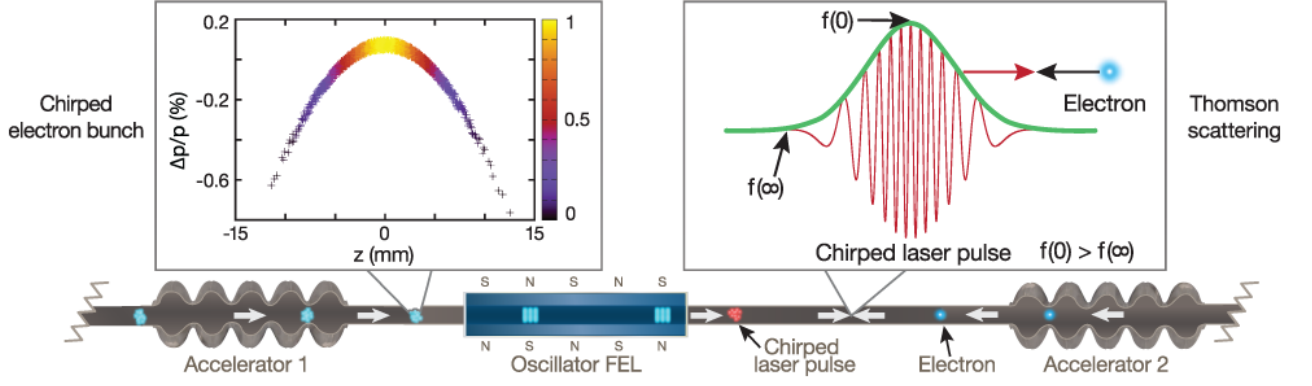 Chirped
electron bunch
Δp/p (%)
0.2
-0.2
-0.6
-15
0
15
z (mm)
1
0.5
0
f(0)
f(∞)
Electron
Chirped laser pulse
f(0) > f(∞)
Thomson
scattering
S N S N S
N S N S N
Accelerator 1
Oscillator FEL
Chirped
laser pulse
Electron
Accelerator 2